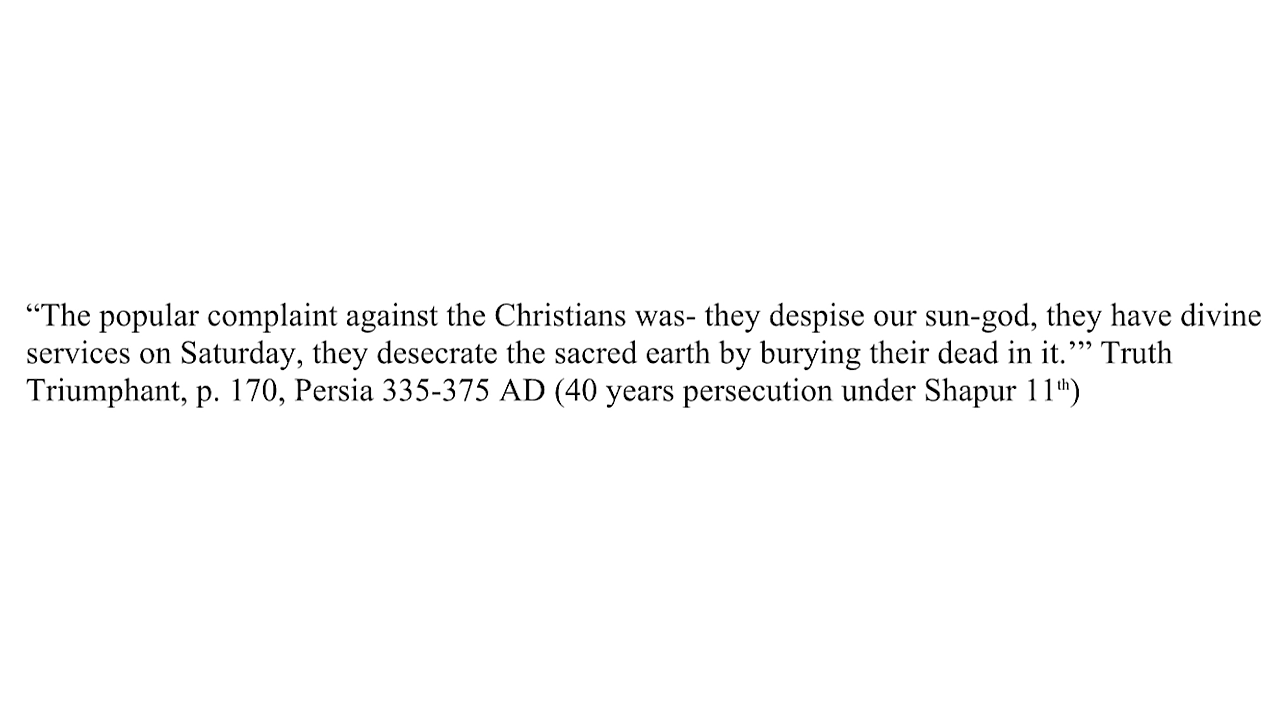 “The popular complaint against the Christians was- they despise our sun-god, they have divine
services on Saturday, they desecrate the sacred earth by burying their dead in it.’” Truth
Triumphant, p. 170, Persia 335-375 AD (40 years persecution under Shapur 11th)